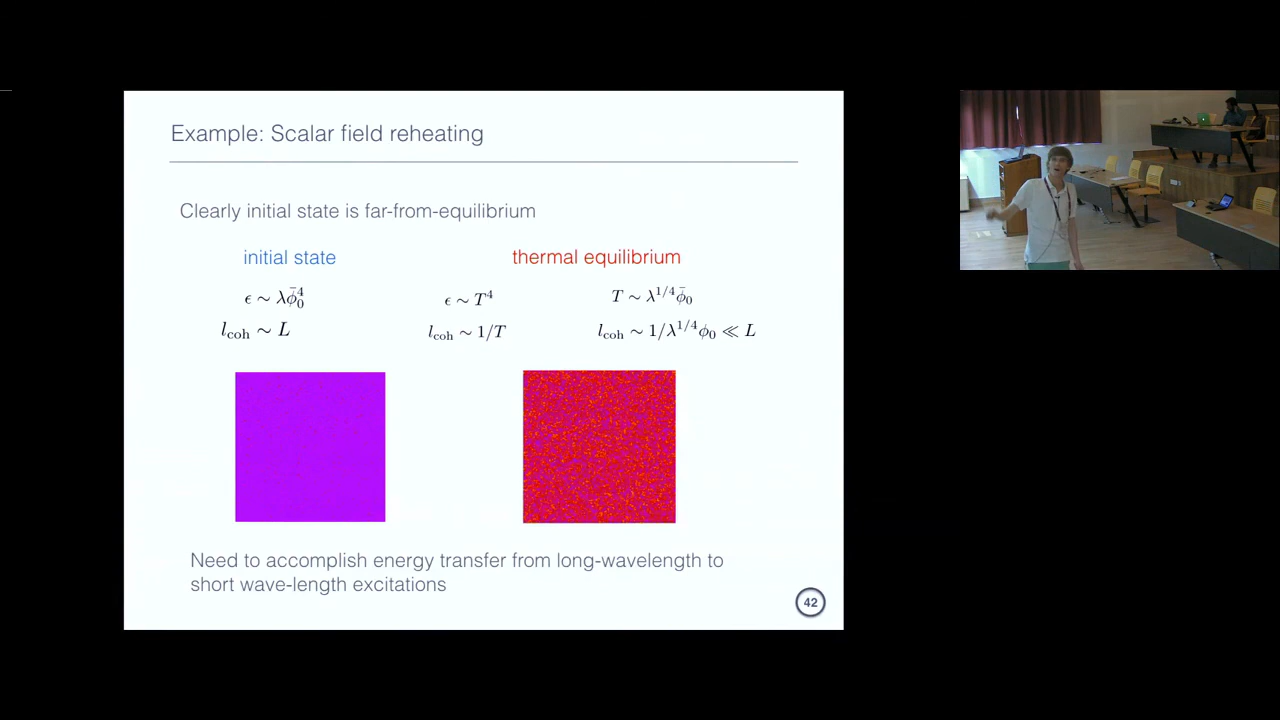 Example: Scalar field reheating
Clearly initial state is far-from-equilibrium
initial state thermal equilibrium
ϵ ∼ λϕ̄₀⁴ ϵ ∼ T⁴ T ∼ λ^{1/4}ϕ̄₀
l_coh ∼ L l_coh ∼ 1/T l_coh ∼ 1/λ^{1/4}ϕ₀ ≪ L
Need to accomplish energy transfer from long-wavelength to
short wave-length excitations
42